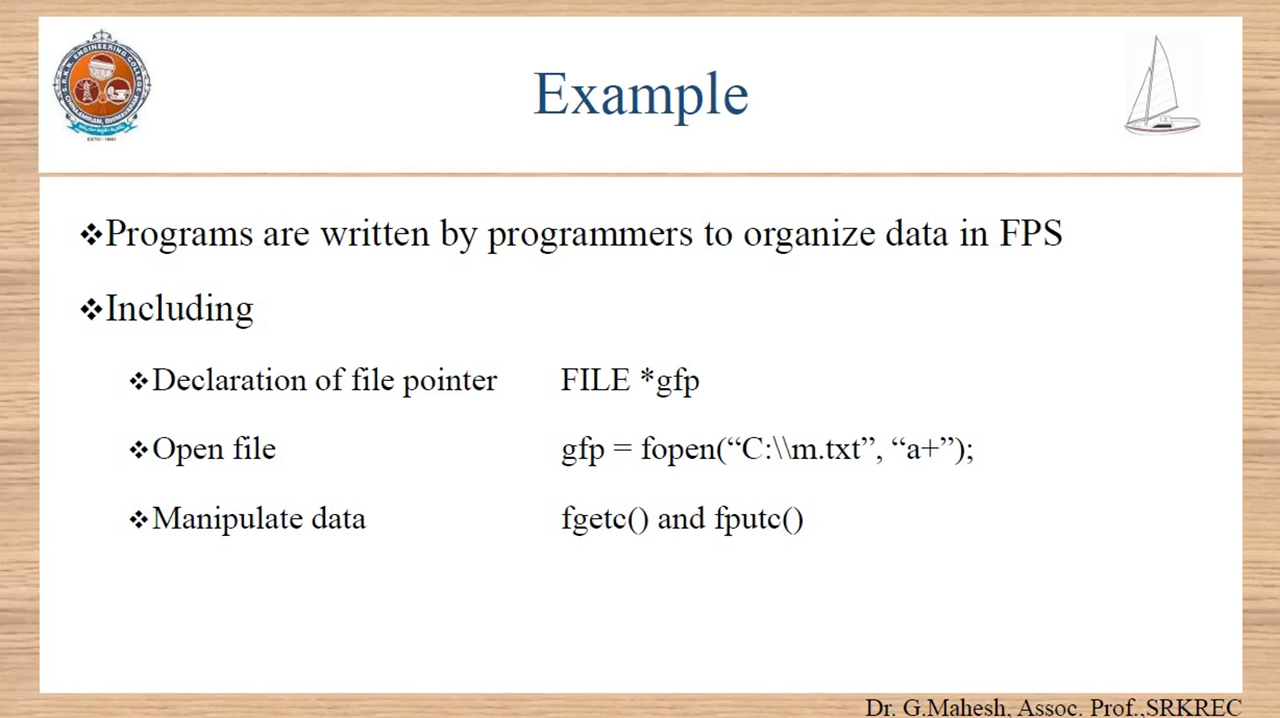 Example
❖Programs are written by programmers to organize data in FPS
❖Including
❖Declaration of file pointer FILE *gfp
❖Open file gfp = fopen(“C:\\m.txt”, “a+”);
❖Manipulate data fgetc() and fputc()
Dr. G.Mahesh, Assoc. Prof.,SRKREC